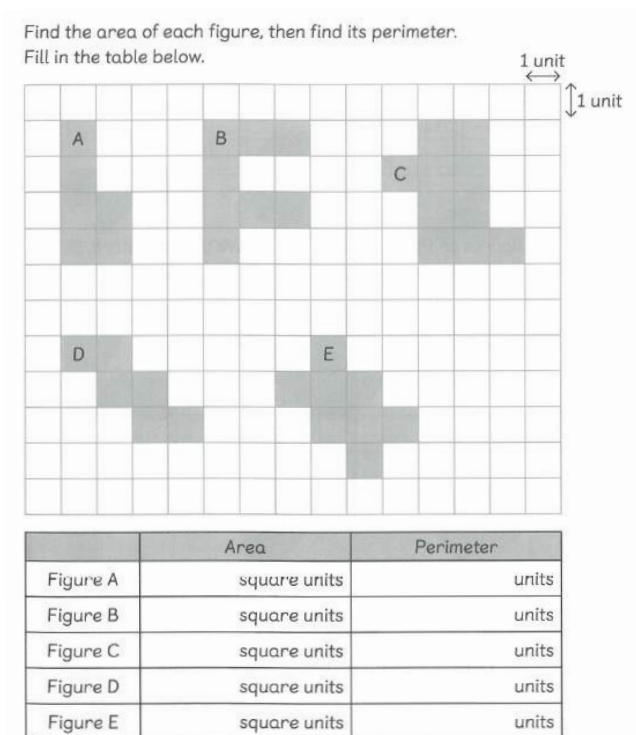 Find the area of each figure, then find its perimeter.
Fill in the table below.
1 unit
1 unit
A
B
C
D
E
Area Perimeter
Figure A square units units
Figure B square units units
Figure C square units units
Figure D square units units
Figure E square units units